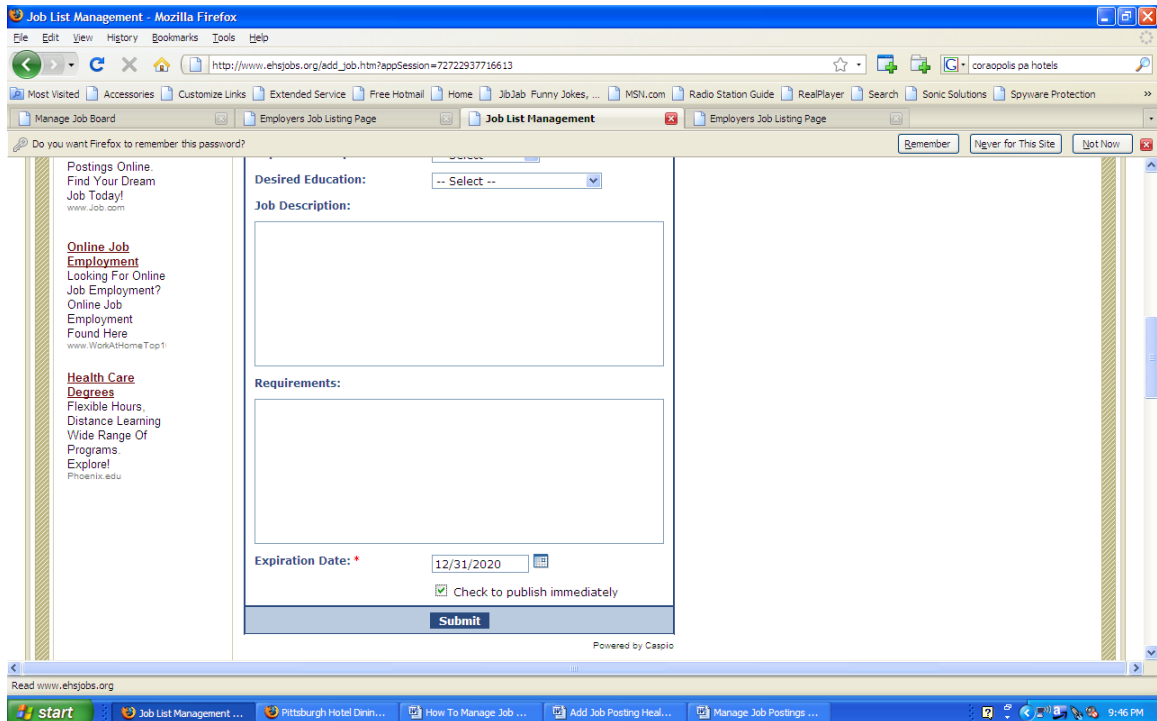 Job List Management - Mozilla Firefox
File Edit View History Bookmarks Tools Help
http://www.ehsjobs.org/add_job.htm?appSession=72722937716613
G coraopolis pa hotels
Most Visited Accessories Customize Links Extended Service Free Hotmail Home JibJab Funny Jokes, ... MSN.com Radio Station Guide RealPlayer Search Sonic Solutions Spyware Protection »
Manage Job Board Employers Job Listing Page Job List Management Employers Job Listing Page
Do you want Firefox to remember this password? Remember Never for This Site Not Now
Postings Online.
Find Your Dream
Job Today!
www.Job.com
Online Job
Employment
Looking For Online
Job Employment?
Online Job
Employment
Found Here
www.WorkAtHomeTop1
Health Care
Degrees
Flexible Hours,
Distance Learning
Wide Range Of
Programs.
Explore!
Phoenix.edu
Desired Education: -- Select --
Job Description:
Requirements:
Expiration Date: * 12/31/2020
Check to publish immediately
Submit
Powered by Caspio
Read www.ehsjobs.org
start Job List Management ... Pittsburgh Hotel Dinin... How To Manage Job ... Add Job Posting Heal... Manage Job Postings ... 9:46 PM